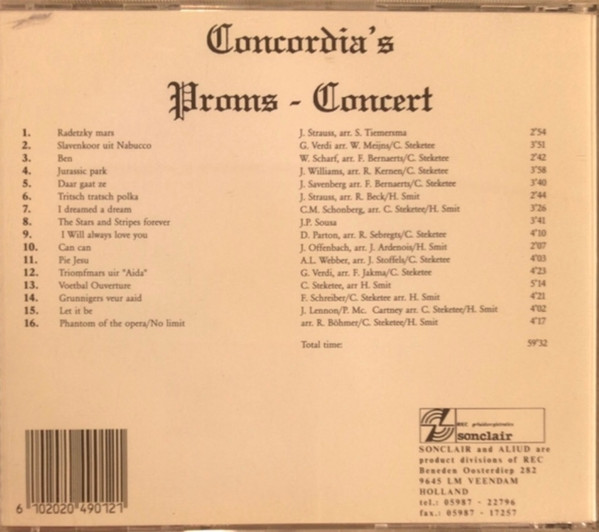 Concordia's
Proms - Concert
1. Radetzky mars J. Strauss, arr. S. Tiemersma 2"54
2. Slavenkoor uit Nabucco G. Verdi arr. W. Meijns/C. Steketee 3"51
3. Ben W. Scharf, arr. F. Bernaerts/C. Steketee 2"42
4. Jurassic park J. Williams, arr. R. Kernen/C. Steketee 3"58
5. Daar gaat ze J. Savenberg arr. F. Bernaerts/C. Steketee 3"40
6. Tritsch tratsch polka J. Strauss, arr. R. Beck/H. Smit 2"44
7. I dreamed a dream C.M. Schonberg, arr. C. Steketee/H. Smit 3"26
8. The Stars and Stripes forever J.P. Sousa 3"41
9. I Will always love you D. Parton, arr. R. Sebregts/C. Steketee 4"10
10. Can can J. Offenbach, arr. J. Ardenois/H. Smit 2"07
11. Pie Jesu A.L. Webber, arr. J. Stoffels/C. Steketee 4"03
12. Triomfmars uit "Aida" G. Verdi, arr. F. Jakma/C. Steketee 4"23
13. Voetbal Ouverture C. Steketee, arr H. Smit 5"14
14. Grunnigers veur aaid F. Schreiber/C. Steketee arr. H. Smit 4"21
15. Let it be J. Lennon/P. Mc. Cartney arr. C. Steketee/H. Smit 4"02
16. Phantom of the opera/No limit arr. R. Böhmer/C. Steketee/H. Smit 4"17
Total time: 59"32
REC
sonclair
SONCLAIR and ALIUD are
product divisions of REC
Beneden Oosterdiep 282
9645 LM VEENDAM
HOLLAND
tel.: 05987 - 22796
fax.: 05987 - 17257
6 102020 490121